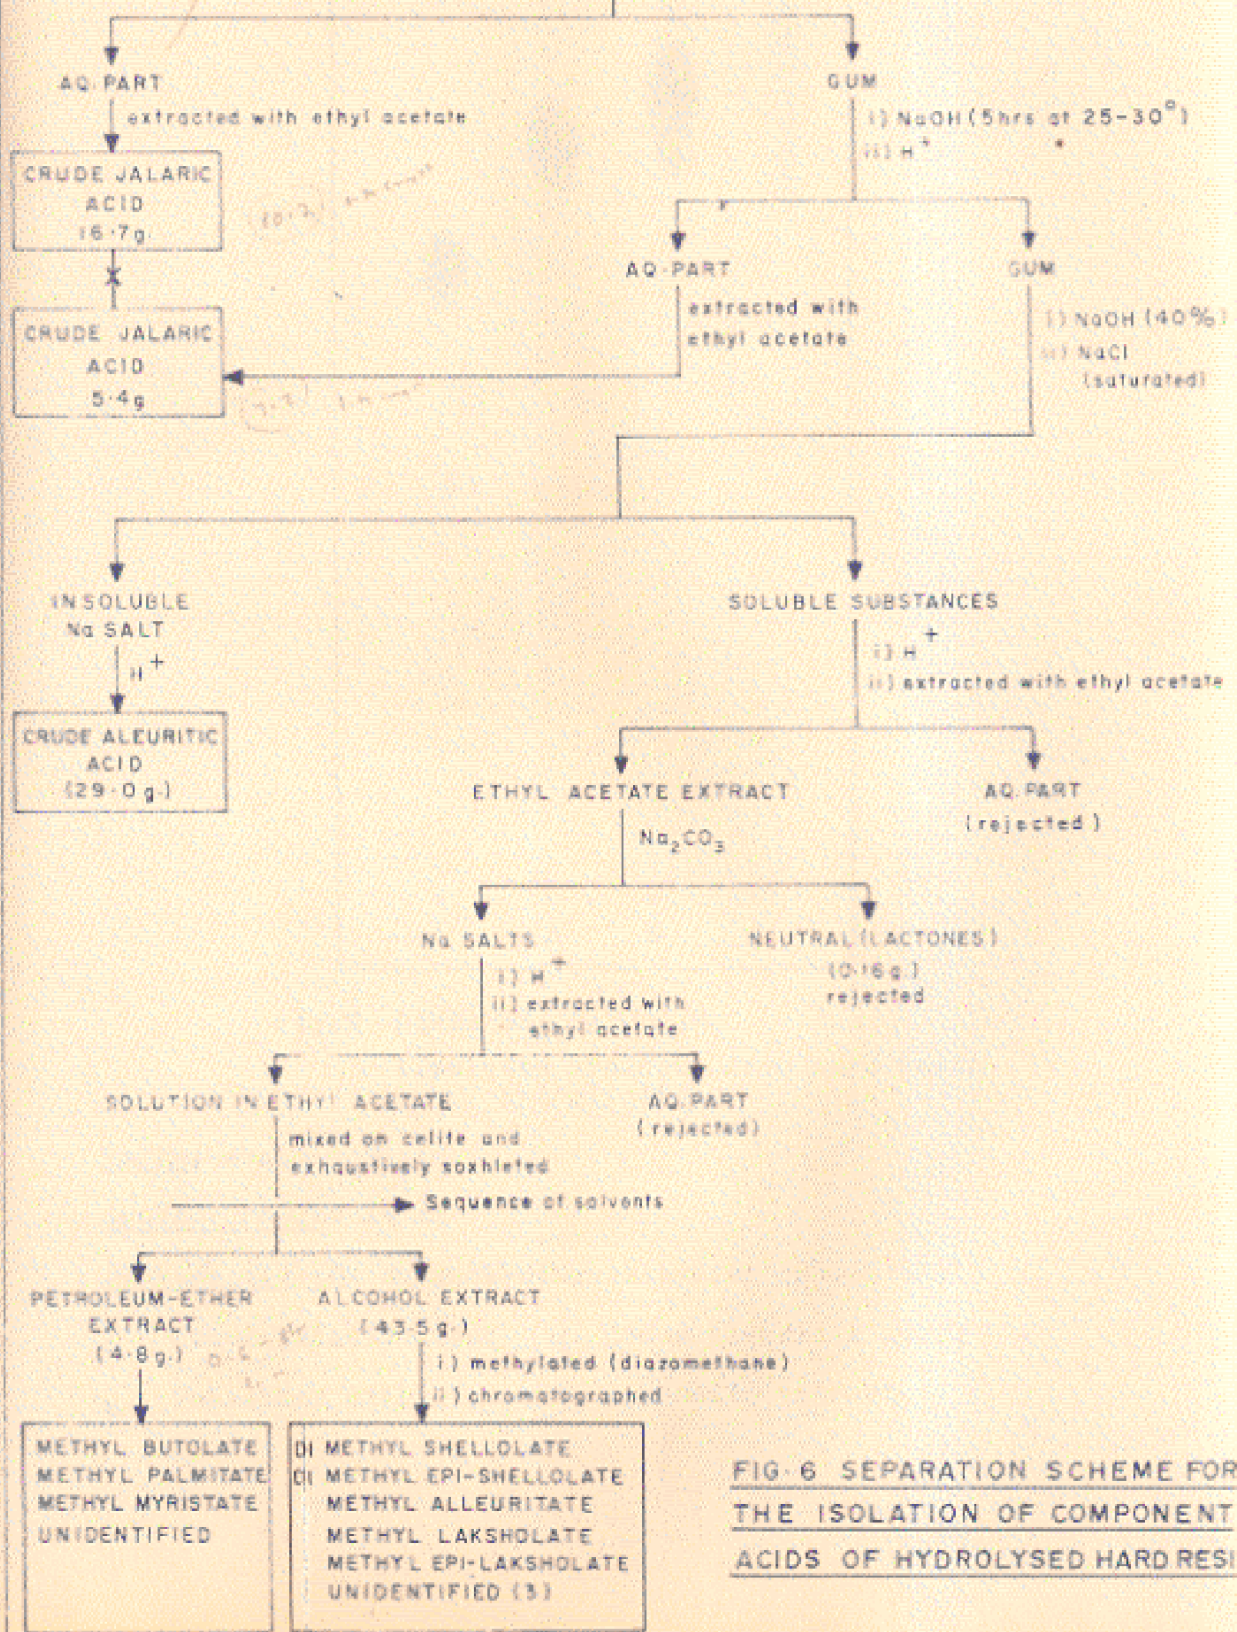 AQ. PART
GUM
extracted with ethyl acetate
i) NaOH (5hrs at 25-30°)
ii) H+
CRUDE JALARIC
ACID
16.7g.
AQ. PART
GUM
extracted with
ethyl acetate
i) NaOH (40%)
ii) NaCl
(saturated)
CRUDE JALARIC
ACID
5.4g
INSOLUBLE
Na SALT
H+
SOLUBLE SUBSTANCES
i) H+
ii) extracted with ethyl acetate
CRUDE ALEURITIC
ACID
(29.0g.)
ETHYL ACETATE EXTRACT
AQ. PART
(rejected)
Na2CO3
Na SALTS
NEUTRAL (LACTONES)
(0.16g.)
rejected
i) H+
ii) extracted with
ethyl acetate
SOLUTION IN ETHYL ACETATE
AQ. PART
(rejected)
mixed on celite and
exhaustively soxhleted
Sequence of solvents
PETROLEUM-ETHER
EXTRACT
(4.8g.)
ALCOHOL EXTRACT
(43.5g.)
i) methylated (diazomethane)
ii) chromatographed
METHYL BUTOLATE
METHYL PALMITATE
METHYL MYRISTATE
UNIDENTIFIED
DI METHYL SHELLOLATE
DI METHYL EPI-SHELLOLATE
METHYL ALLEURITATE
METHYL LAKSHOLATE
METHYL EPI-LAKSHOLATE
UNIDENTIFIED (3)
FIG. 6 SEPARATION SCHEME FOR
THE ISOLATION OF COMPONENT
ACIDS OF HYDROLYSED HARD RESI